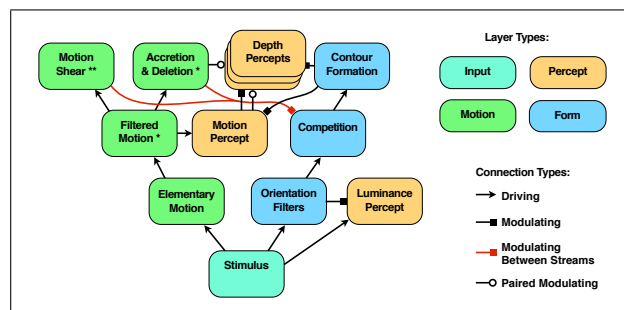 Motion
Shear **
Accretion
& Deletion *
Depth
Percepts
Contour
Formation
Filtered
Motion *
Motion
Percept
Competition
Elementary
Motion
Orientation
Filters
Luminance
Percept
Stimulus
Layer Types:
Input
Percept
Motion
Form
Connection Types:
Driving
Modulating
Modulating
Between Streams
Paired Modulating